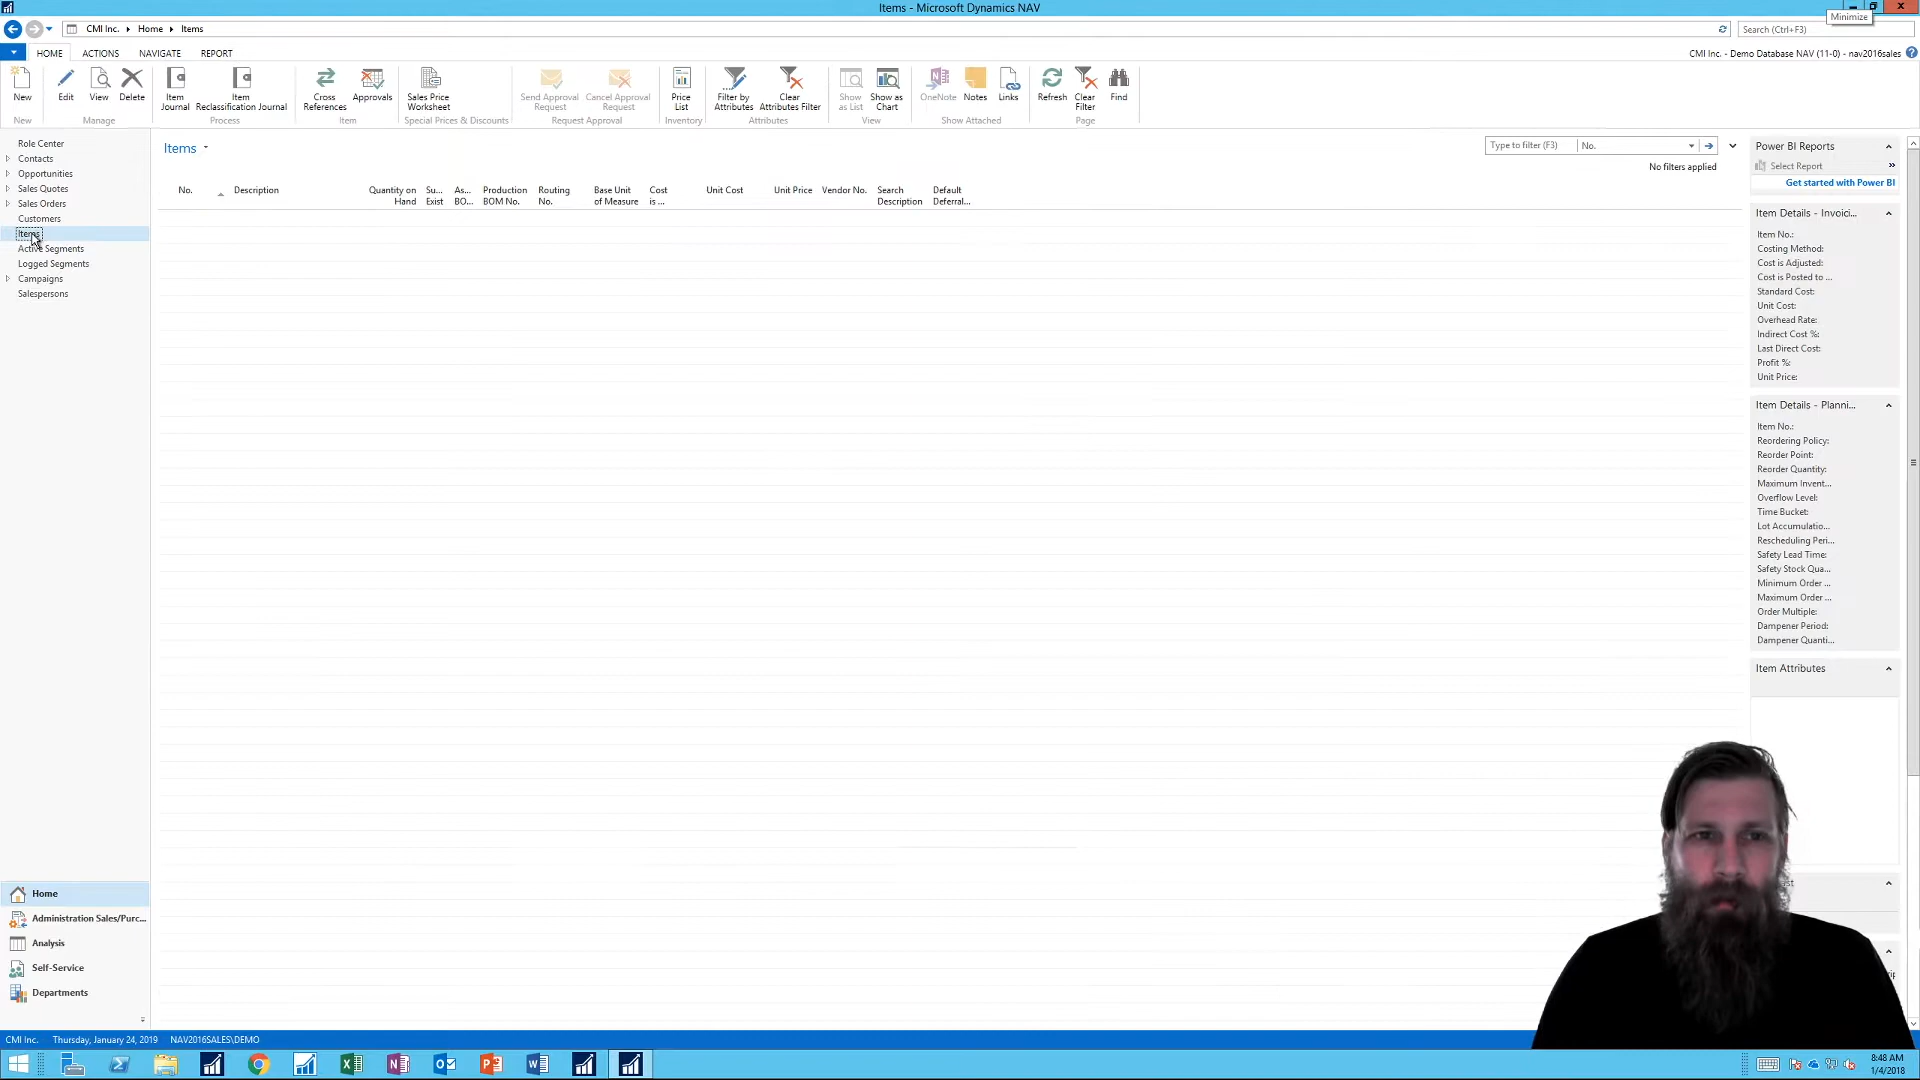 Items - Microsoft Dynamics NAV
Minimize
CMI Inc. Home Items
Search (Ctrl+F3)
HOME ACTIONS NAVIGATE REPORT
CMI Inc. - Demo Database NAV (11-0) - nav2016sales
New Edit View Delete Item Journal Item Reclassification Journal Cross References Approvals Sales Price Worksheet Send Approval Request Cancel Approval Request Price List Filter by Attributes Clear Attributes Filter Show as List Show as Chart OneNote Notes Links Refresh Clear Filter Find
New Manage Process Item Special Prices & Discounts Request Approval Inventory Attributes View Show Attached Page
Role Center
Contacts
Opportunities
Sales Quotes
Sales Orders
Customers
Items
Active Segments
Logged Segments
Campaigns
Salespersons
Home
Administration Sales/Purc...
Analysis
Self-Service
Departments
Items
Type to filter (F3) No.
No filters applied
No. Description Quantity on Hand Su... Exist As... BO... Production BOM No. Routing No. Base Unit of Measure Cost is ... Unit Cost Unit Price Vendor No. Search Description Default Deferral...
Power BI Reports
Select Report
Get started with Power BI
Item Details - Invoici...
Item No.:
Costing Method:
Cost is Adjusted:
Cost is Posted to ...
Standard Cost:
Unit Cost:
Overhead Rate:
Indirect Cost %:
Last Direct Cost:
Profit %:
Unit Price:
Item Details - Planni...
Item No.:
Reordering Policy:
Reorder Point:
Reorder Quantity:
Maximum Invent...
Overflow Level:
Time Bucket:
Lot Accumulatio...
Rescheduling Peri...
Safety Lead Time:
Safety Stock Qua...
Minimum Order ...
Maximum Order ...
Order Multiple:
Dampener Period:
Dampener Quanti...
Item Attributes
CMI Inc. Thursday, January 24, 2019 NAV2016SALES\DEMO
8:48 AM
1/4/2018